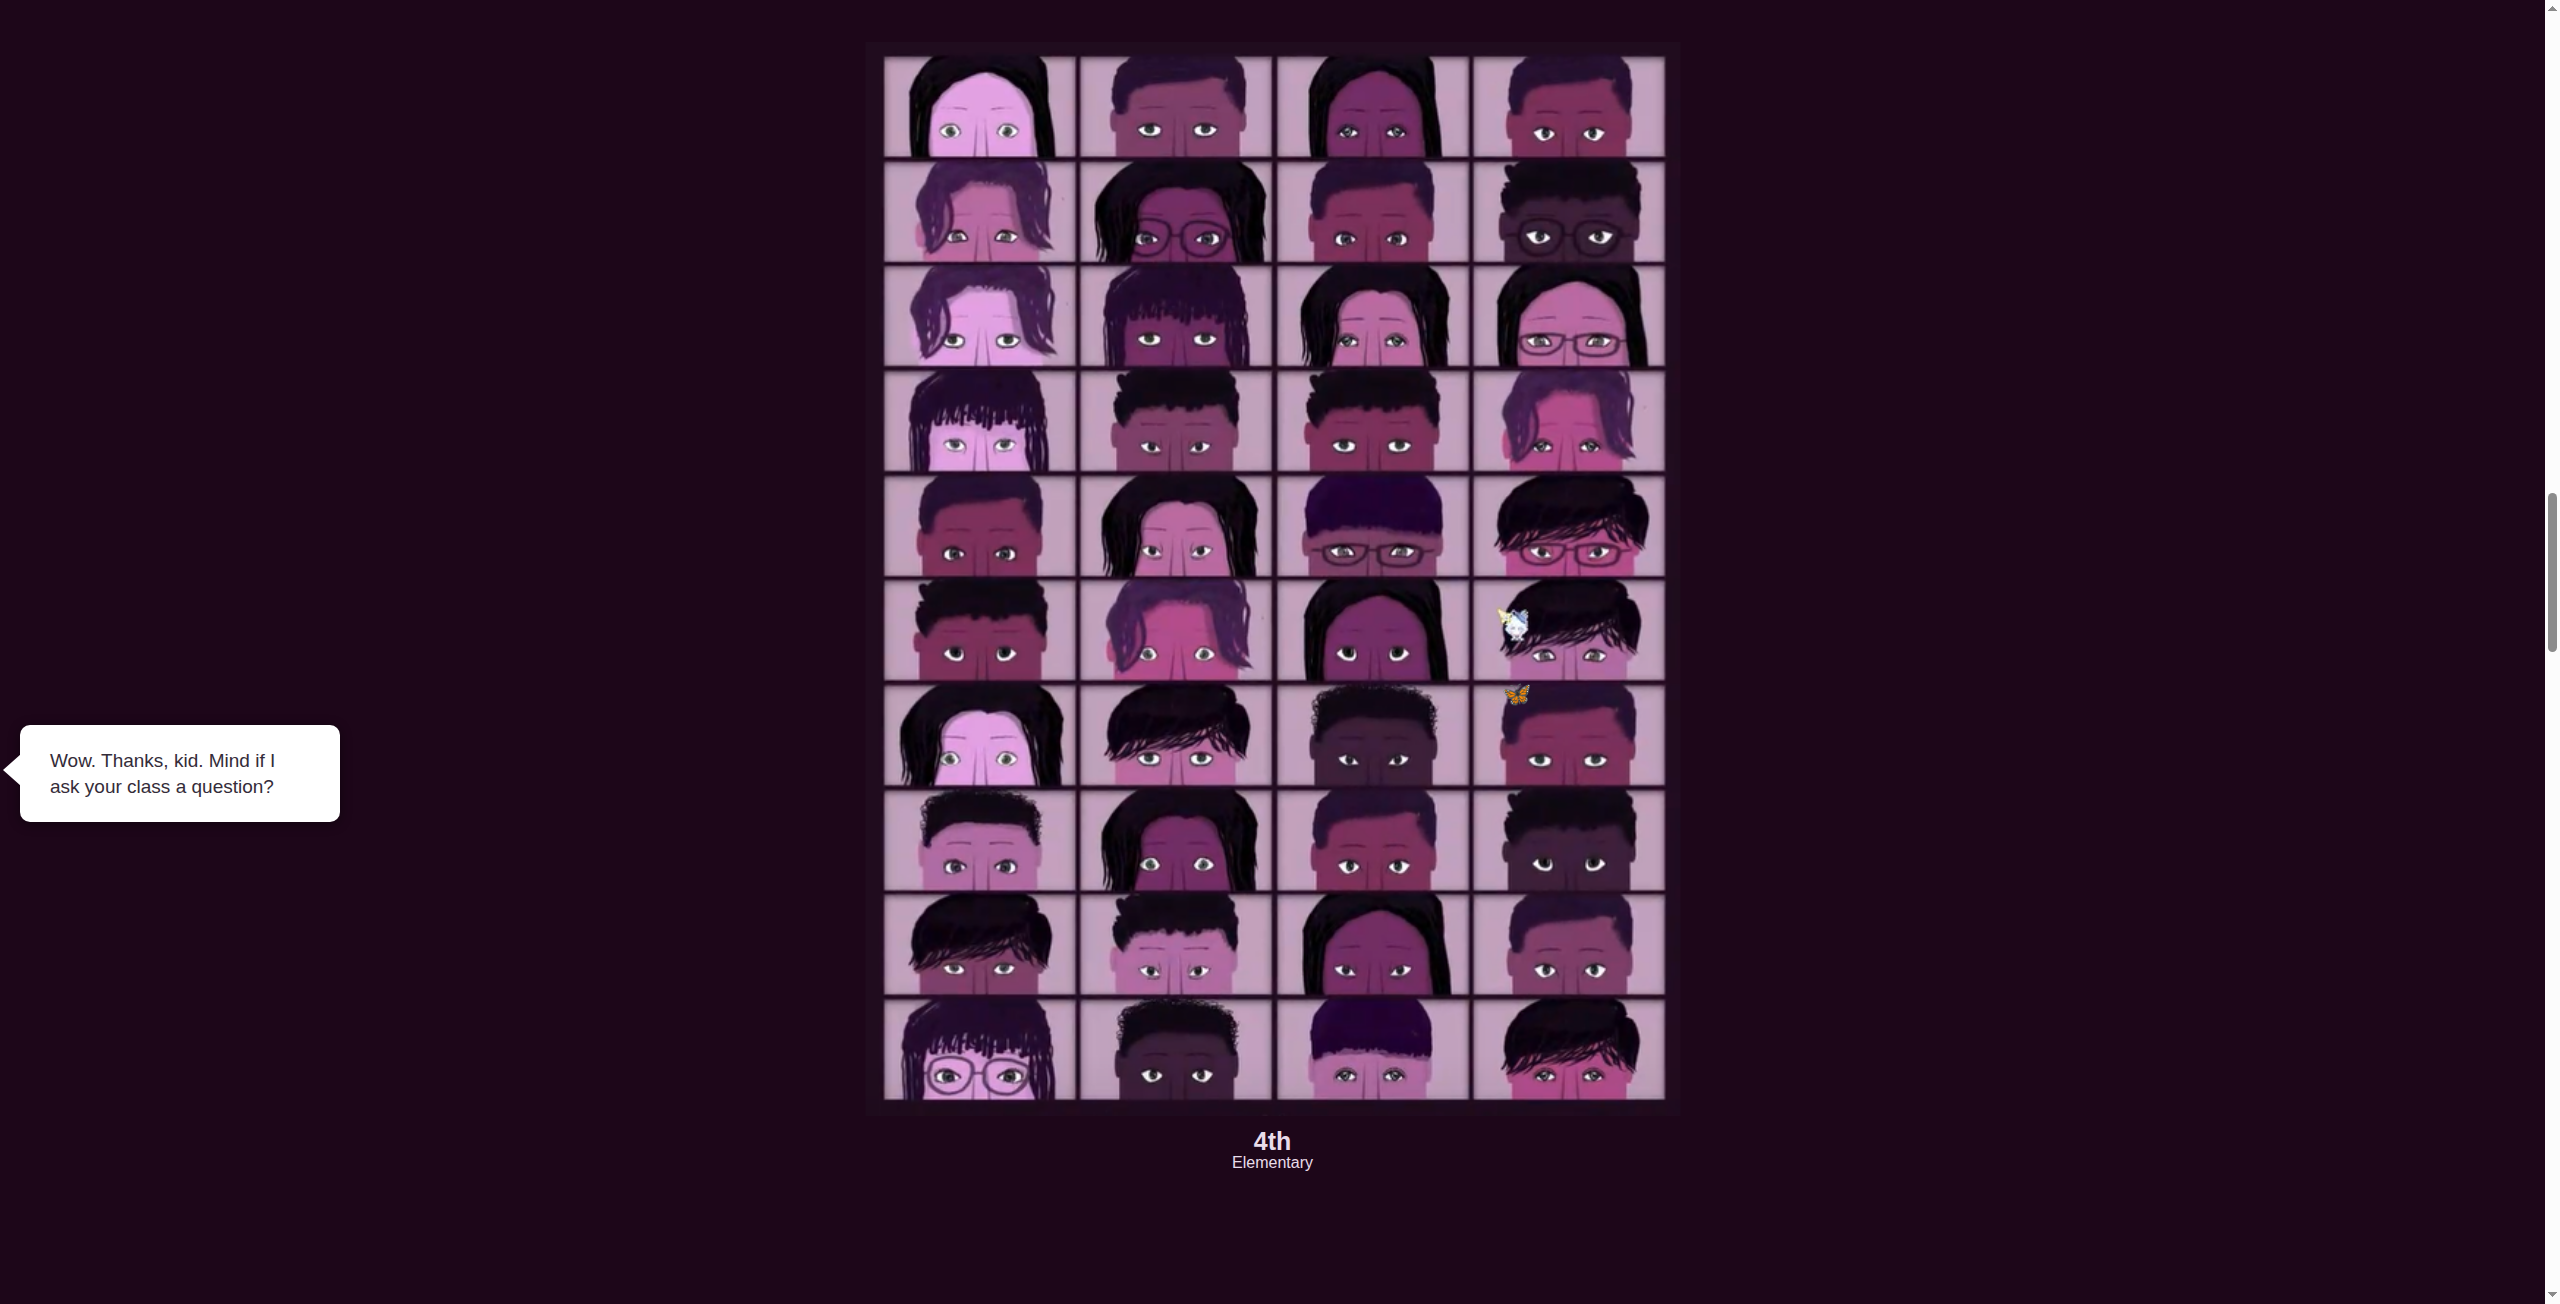 Wow. Thanks, kid. Mind if I
ask your class a question?
4th
Elementary